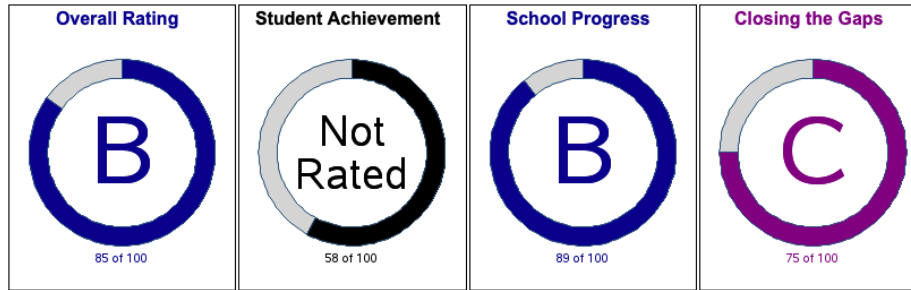 Overall Rating
B
85 of 100
Student Achievement
Not
Rated
58 of 100
School Progress
B
89 of 100
Closing the Gaps
C
75 of 100